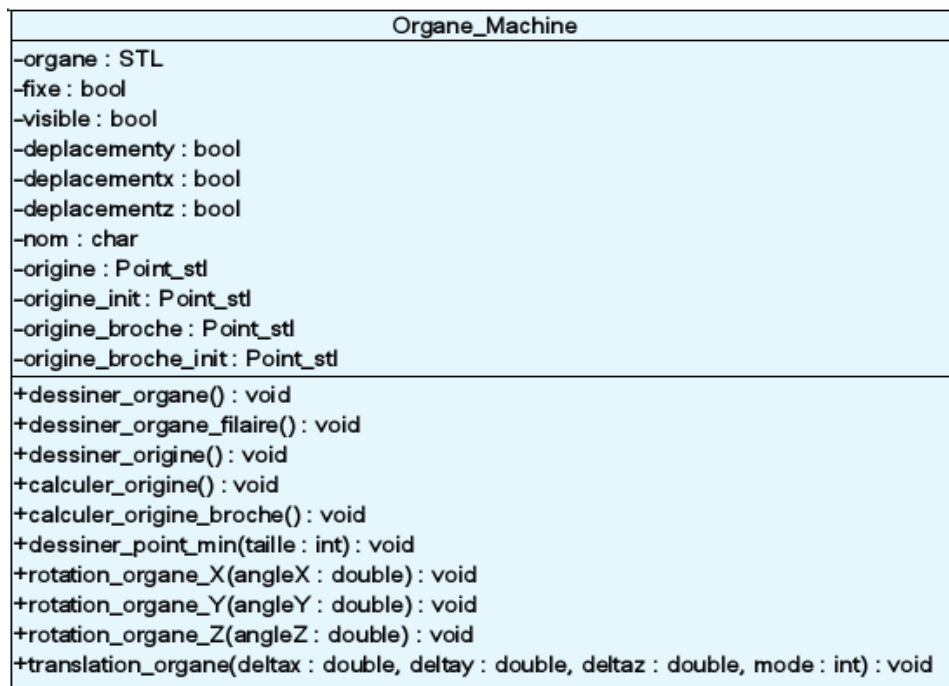 Organe_Machine
-organe : STL
-fixe : bool
-visible : bool
-deplacementy : bool
-deplacementx : bool
-deplacementz : bool
-nom : char
-origine : Point_stl
-origine_init : Point_stl
-origine_broche : Point_stl
-origine_broche_init : Point_stl
+dessiner_organe() : void
+dessiner_organe_filaire() : void
+dessiner_origine() : void
+calculer_origine() : void
+calculer_origine_broche() : void
+dessiner_point_min(taille : int) : void
+rotation_organe_X(angleX : double) : void
+rotation_organe_Y(angleY : double) : void
+rotation_organe_Z(angleZ : double) : void
+translation_organe(deltax : double, deltay : double, deltaz : double, mode : int) : void